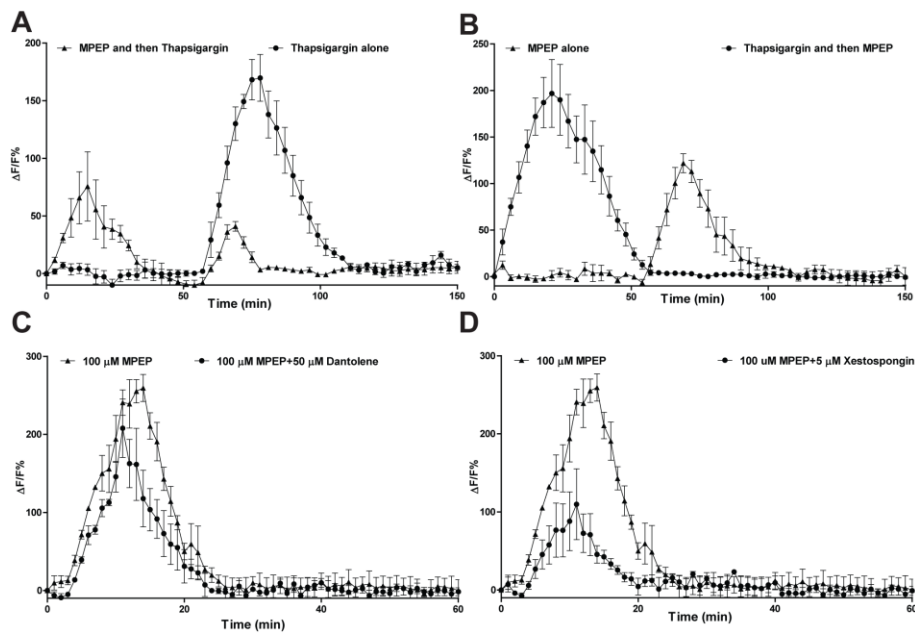 A
MPEP and then Thapsigargin
Thapsigargin alone
200
150
100
50
0
ΔF/F%
0
50
100
150
Time (min)
B
MPEP alone
Thapsigargin and then MPEP
250
200
150
100
50
0
ΔF/F%
0
50
100
150
Time (min)
C
100 μM MPEP
100 μM MPEP+50 μM Dantolene
300
200
100
0
ΔF/F%
0
20
40
60
Time (min)
D
100 μM MPEP
100 uM MPEP+5 μM Xestospongin
300
200
100
0
ΔF/F%
0
20
40
60
Time (min)